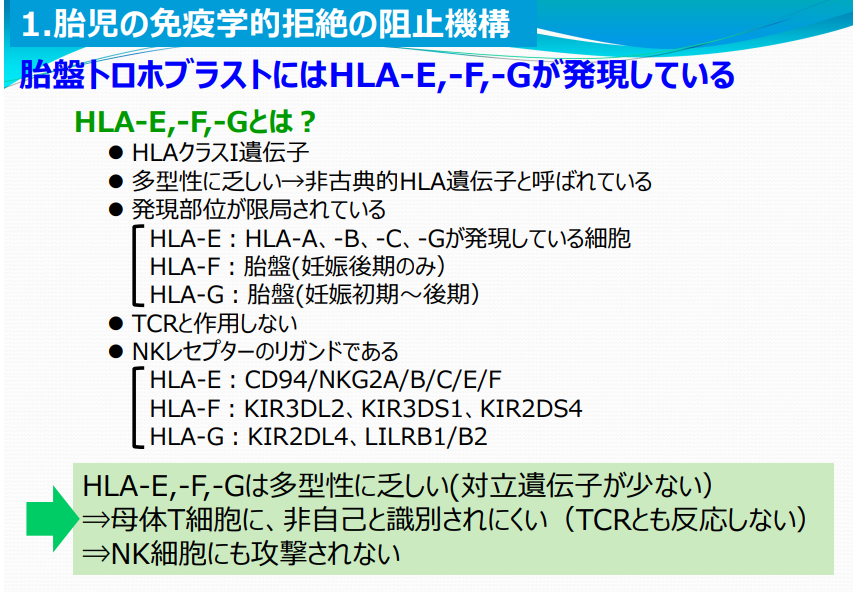 1.胎児の免疫学的拒絶の阻止機構
胎盤トロホブラストにはHLA-E,-F,-Gが発現している
HLA-E,-F,-Gとは？
● HLAクラスI遺伝子
● 多型性に乏しい→非古典的HLA遺伝子と呼ばれている
● 発現部位が限局されている
HLA-E：HLA-A、-B、-C、-Gが発現している細胞
HLA-F：胎盤(妊娠後期のみ）
HLA-G：胎盤(妊娠初期～後期）
● TCRと作用しない
● NKレセプターのリガンドである
HLA-E：CD94/NKG2A/B/C/E/F
HLA-F：KIR3DL2、KIR3DS1、KIR2DS4
HLA-G：KIR2DL4、LILRB1/B2
HLA-E,-F,-Gは多型性に乏しい(対立遺伝子が少ない）
⇒母体T細胞に、非自己と識別されにくい（TCRとも反応しない）
⇒NK細胞にも攻撃されない